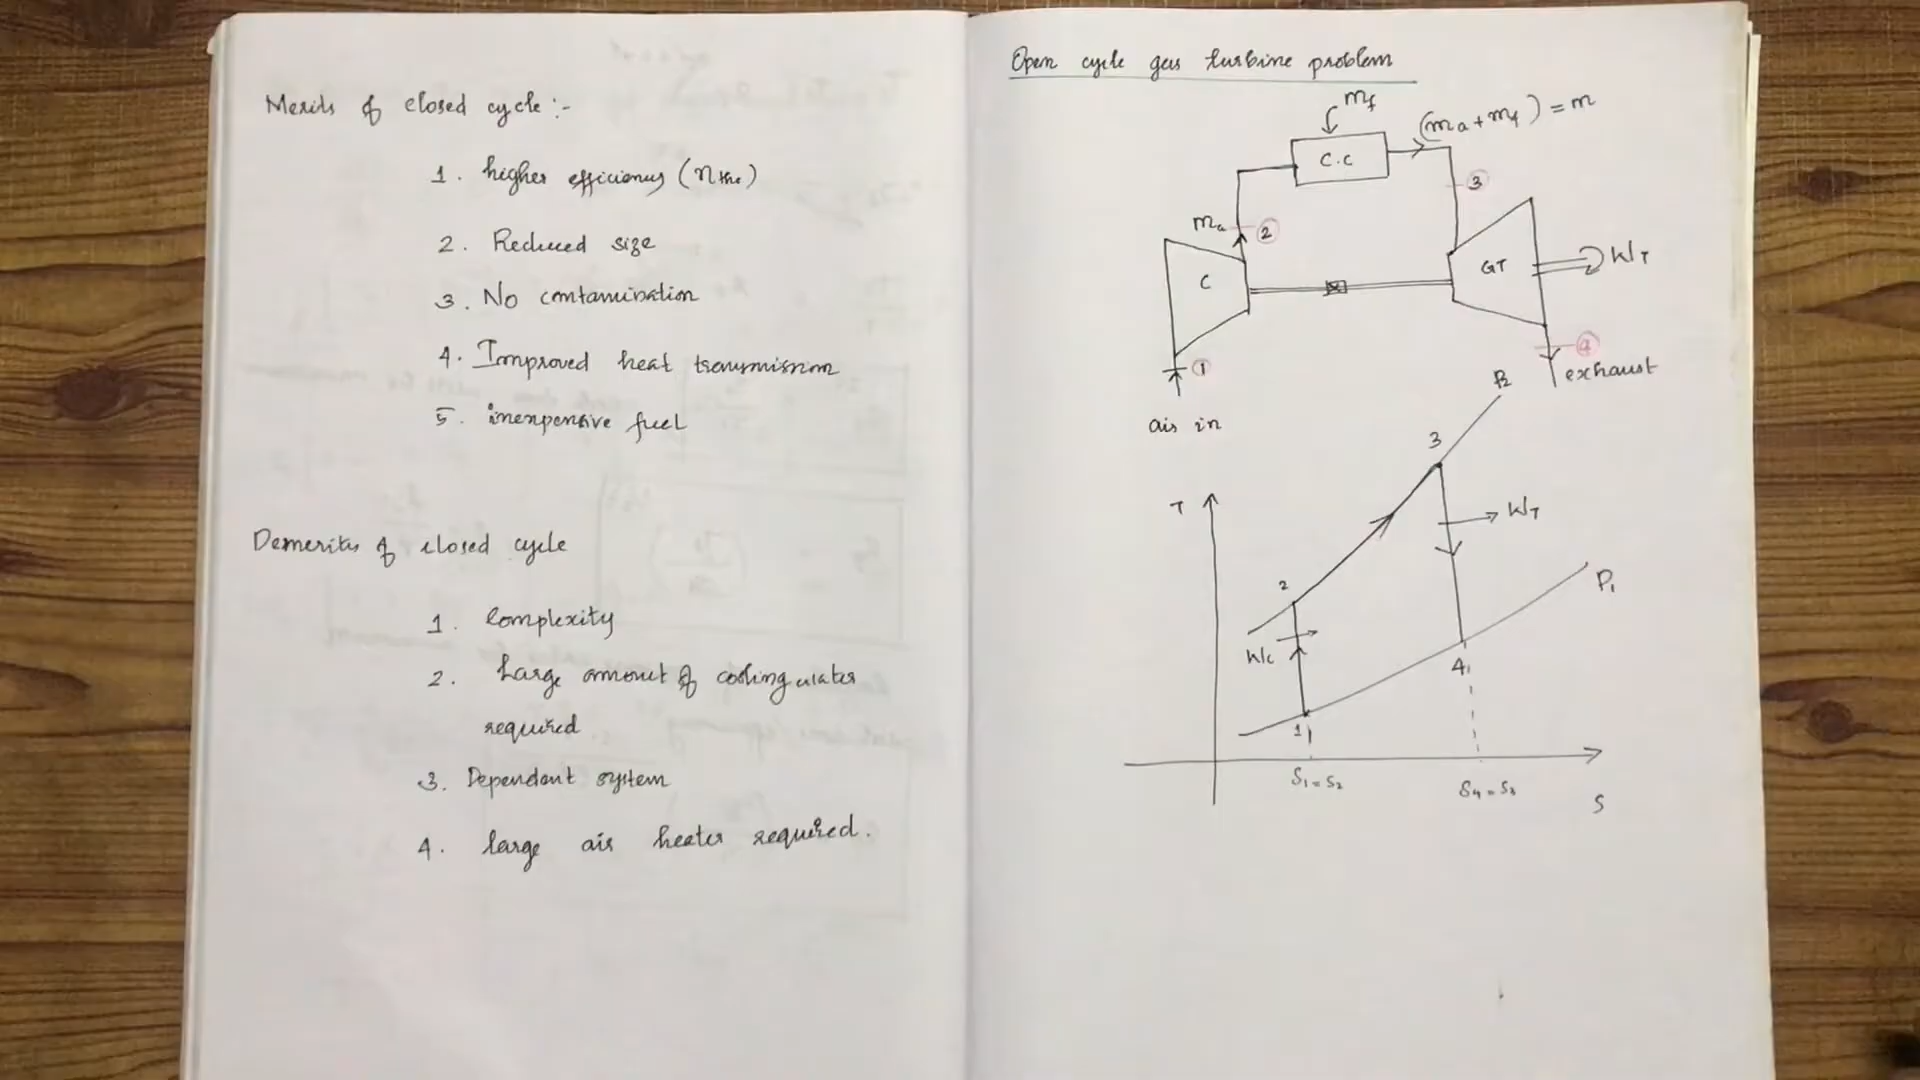 Merits of closed cycle :-
1. higher efficiency (ηthe)
2. Reduced size
3. No contamination
4. Improved heat transmission
5. inexpensive fuel
Demerits of closed cycle
1. Complexity
2. Large amount of cooling water
required
3. Dependant system
4. large air heater required.
Open cycle gas turbine problem
mf
(ma + mf) = m
C.C
3
ma
2
C
GT
WT
1
4
exhaust
air in
P2
3
T
WT
2
P1
WC
4
1
S1 = S2
S4 = S3
S